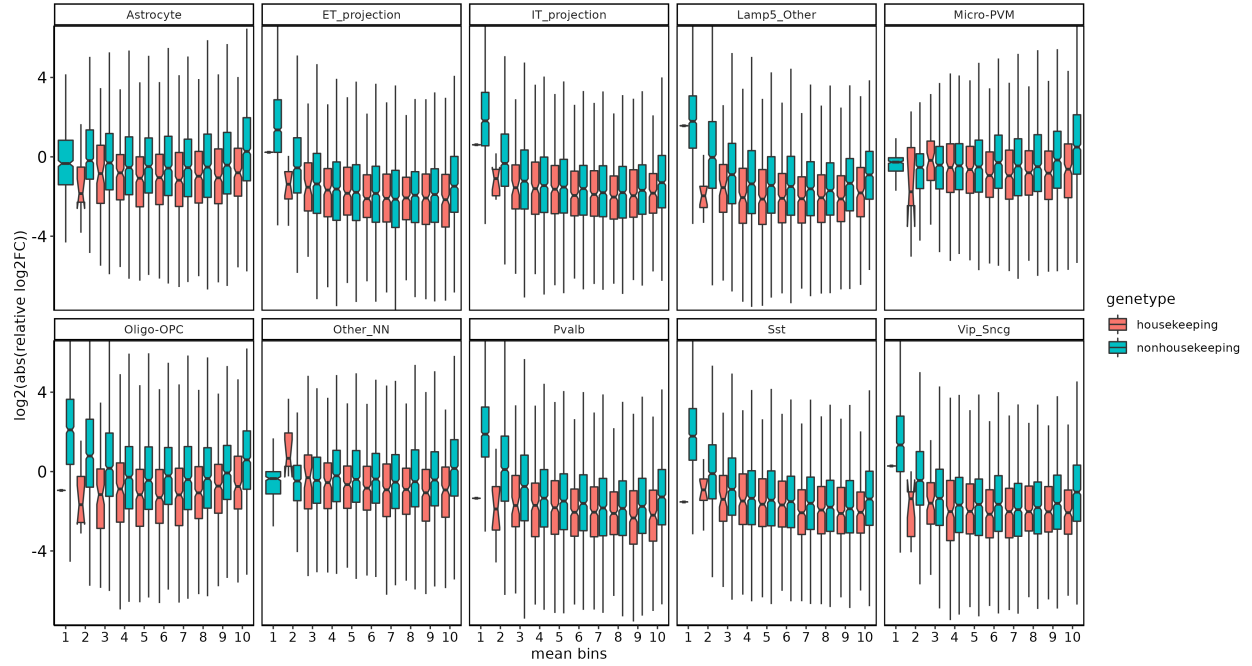 Astrocyte ET_projection IT_projection Lamp5_Other Micro-PVM
4
0
-4
Oligo-OPC Other_NN Pvalb Sst Vip_Sncg
4
0
-4
log2(abs(relative log2FC))
1 2 3 4 5 6 7 8 9 10 1 2 3 4 5 6 7 8 9 10 1 2 3 4 5 6 7 8 9 10 1 2 3 4 5 6 7 8 9 10 1 2 3 4 5 6 7 8 9 10
mean bins
genetype
housekeeping
nonhousekeeping